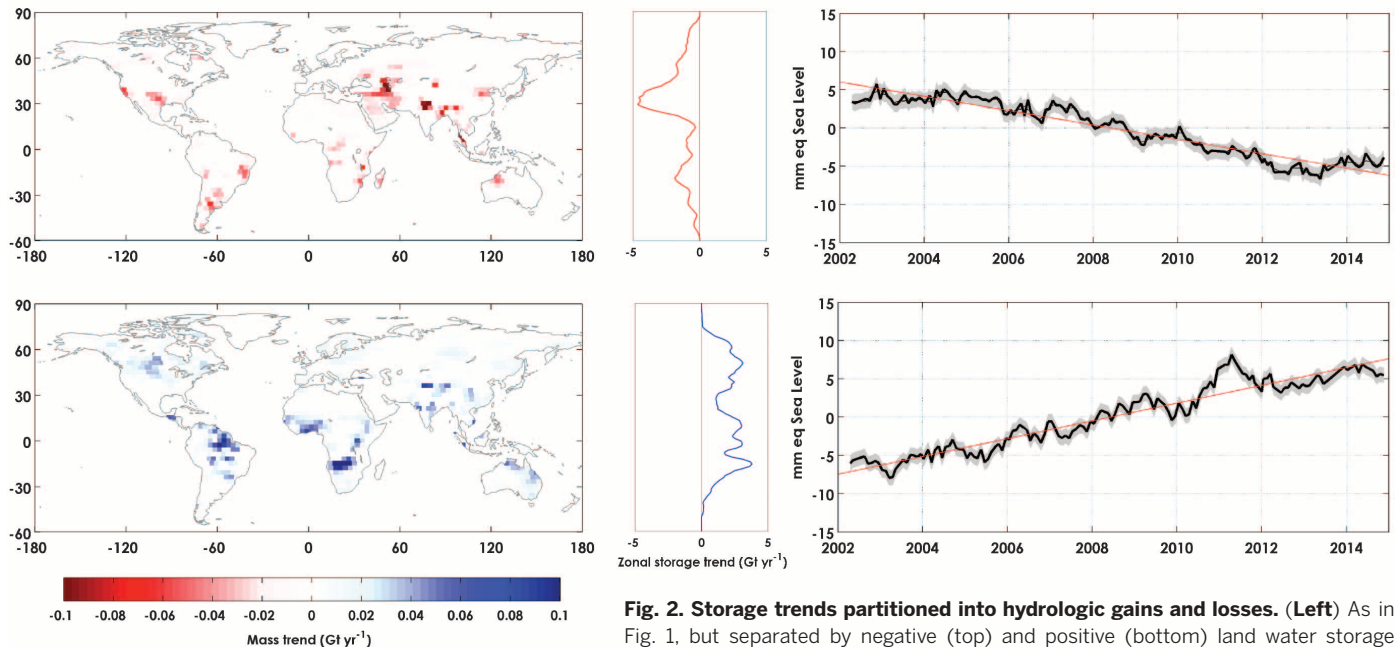 90
60
30
0
-30
-60
-180 -120 -60 0 60 120 180
-5 0 5
mm eq Sea Level
15
10
5
0
-5
-10
-15
2002 2004 2006 2008 2010 2012 2014
90
60
30
0
-30
-60
-180 -120 -60 0 60 120 180
-5 0 5
Zonal storage trend (Gt yr-1)
mm eq Sea Level
15
10
5
0
-5
-10
-15
2002 2004 2006 2008 2010 2012 2014
-0.1 -0.08 -0.06 -0.04 -0.02 0 0.02 0.04 0.06 0.08 0.1
Mass trend (Gt yr-1)
Fig. 2. Storage trends partitioned into hydrologic gains and losses. (Left) As in
Fig. 1, but separated by negative (top) and positive (bottom) land water storage